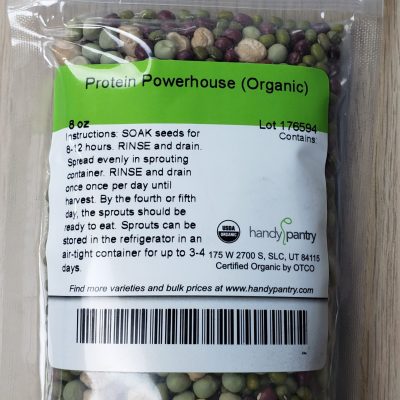 Protein Powerhouse (Organic)
8 oz
Lot 176594
Contains:
Instructions: SOAK seeds for
6-12 hours. RINSE and drain.
Spread evenly in sprouting
container. RINSE and drain
once once per day until
harvest. By the fourth or fifth
day, the sprouts should be
ready to eat. Sprouts can be
stored in the refrigerator in an
air-tight container for up to 3-4
days.
USDA
ORGANIC
handypantry
175 W 2700 S, SLC, UT 84115
Certified Organic by OTCO
Find more varieties and bulk prices at www.handypantry.com